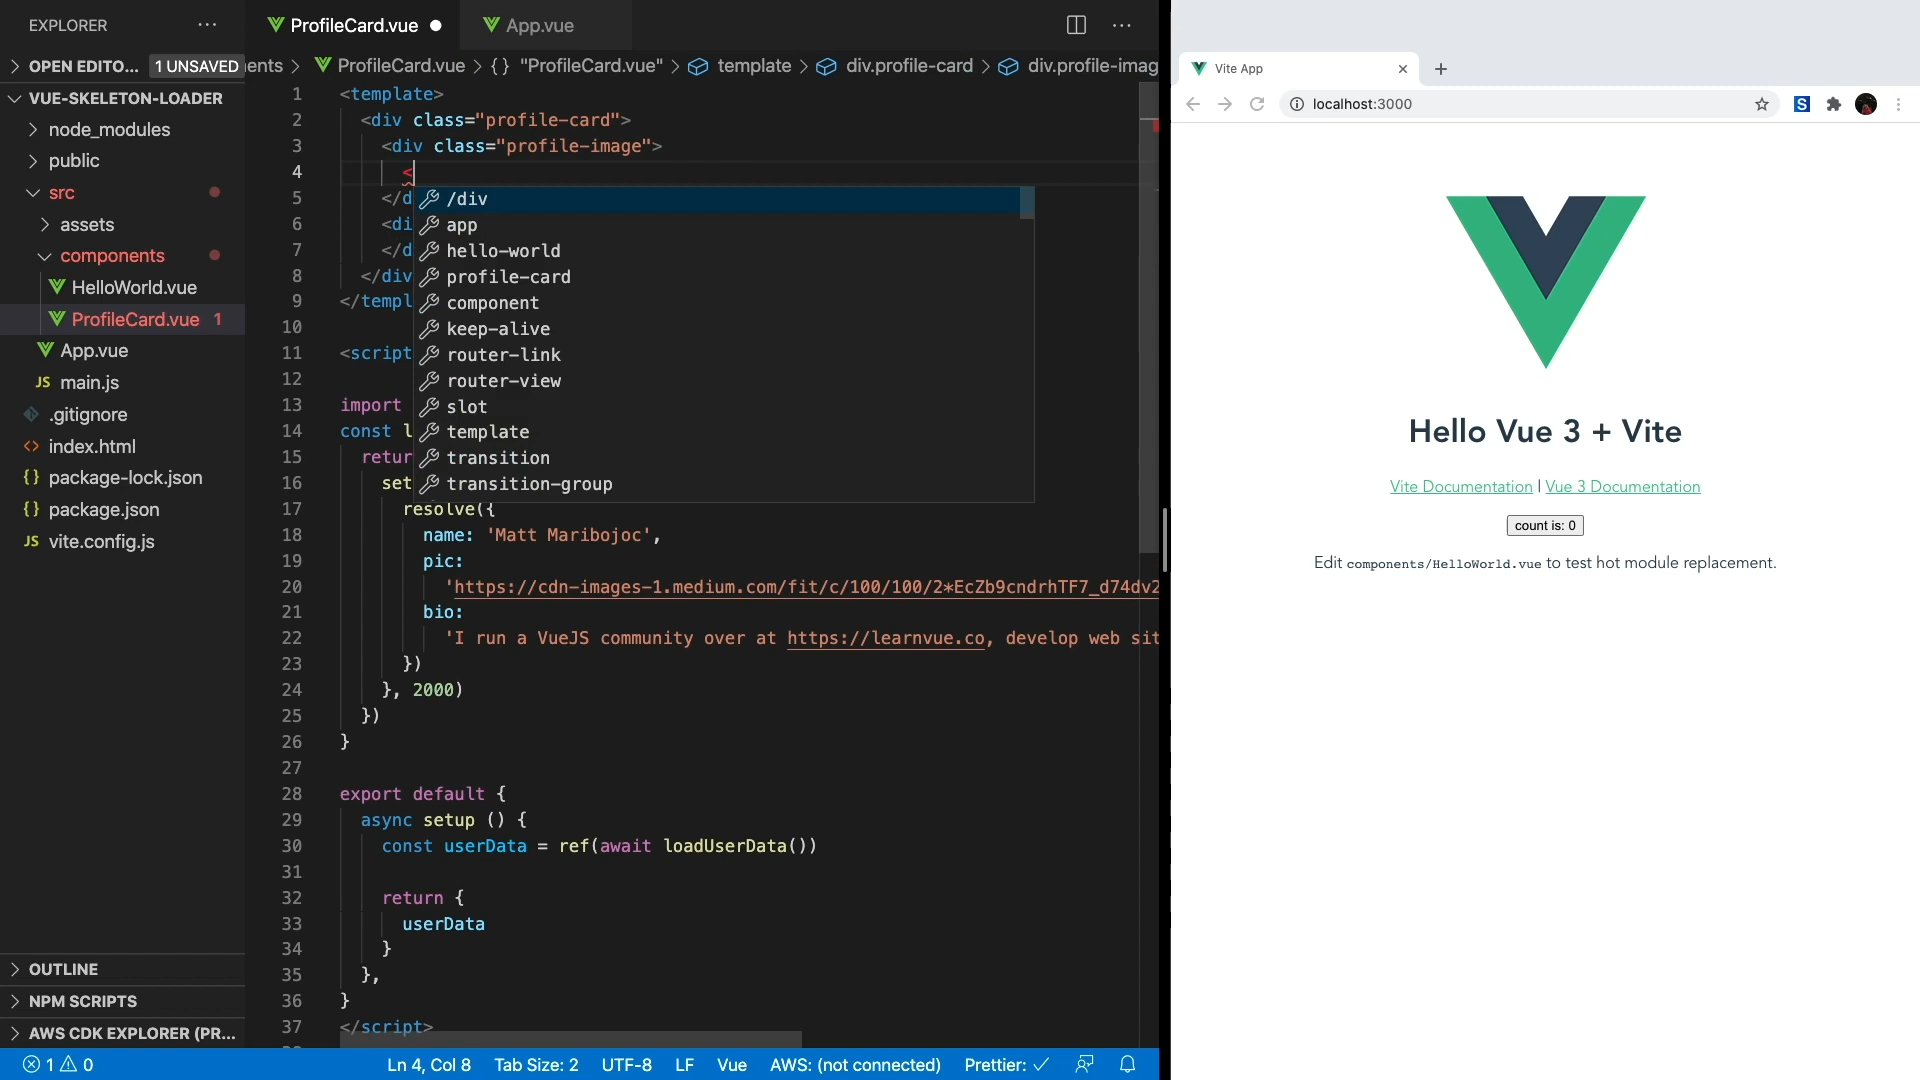 EXPLORER
OPEN EDITO... 1 UNSAVED
VUE-SKELETON-LOADER
node_modules
public
src
assets
components
HelloWorld.vue
ProfileCard.vue 1
App.vue
main.js
.gitignore
index.html
package-lock.json
package.json
vite.config.js
OUTLINE
NPM SCRIPTS
AWS CDK EXPLORER (PR...
ProfileCard.vue
App.vue
ents > ProfileCard.vue > {} "ProfileCard.vue" > template > div.profile-card > div.profile-imag
1 <template>
2 <div class="profile-card">
3 <div class="profile-image">
4 <
5 </d
6 <di
7 </d
8 </div
9 </templ
10
11 <script
12
13 import
14 const l
15 retur
16 set
17 resolve({
18 name: 'Matt Maribojoc',
19 pic:
20 'https://cdn-images-1.medium.com/fit/c/100/100/2*EcZb9cndrhTF7_d74dv2
21 bio:
22 'I run a VueJS community over at https://learnvue.co, develop web sit
23 })
24 }, 2000)
25 })
26 }
27
28 export default {
29 async setup () {
30 const userData = ref(await loadUserData())
31
32 return {
33 userData
34 }
35 },
36 }
37 </script>
/div
app
hello-world
profile-card
component
keep-alive
router-link
router-view
slot
template
transition
transition-group
1 0
Ln 4, Col 8 Tab Size: 2 UTF-8 LF Vue AWS: (not connected) Prettier: ✓
Vite App
localhost:3000
S
Hello Vue 3 + Vite
Vite Documentation | Vue 3 Documentation
count is: 0
Edit components/HelloWorld.vue to test hot module replacement.